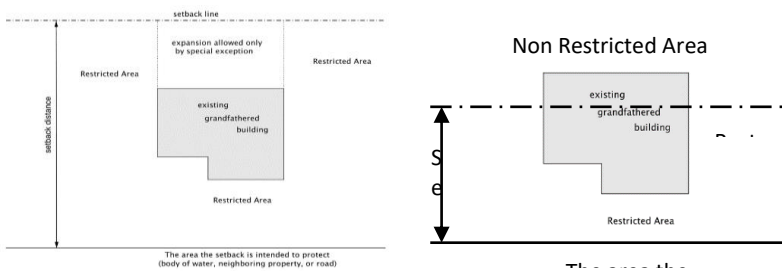 setback line
expansion allowed only
by special exception
Restricted Area
Restricted Area
existing
grandfathered
building
setback distance
Restricted Area
The area the setback is intended to protect
(body of water, neighboring property, or road)
Non Restricted Area
existing
grandfathered
building
S
e
Restricted Area